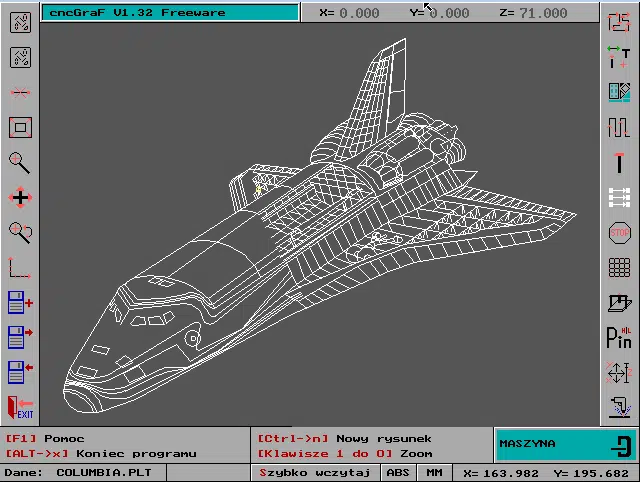 cncGraF V1.32 Freeware
X= 0.000 Y= 0.000 Z= 71.000
T
STOP
H/L
Pin
EXIT
[F1] Pomoc
[Ctrl->n] Nowy rysunek
[ALT->x] Koniec programu
[Klawisze 1 do 0] Zoom
MASZYNA
Dane: COLUMBIA.PLT
Szybko wczytaj ABS MM X= 163.982 Y= 195.682